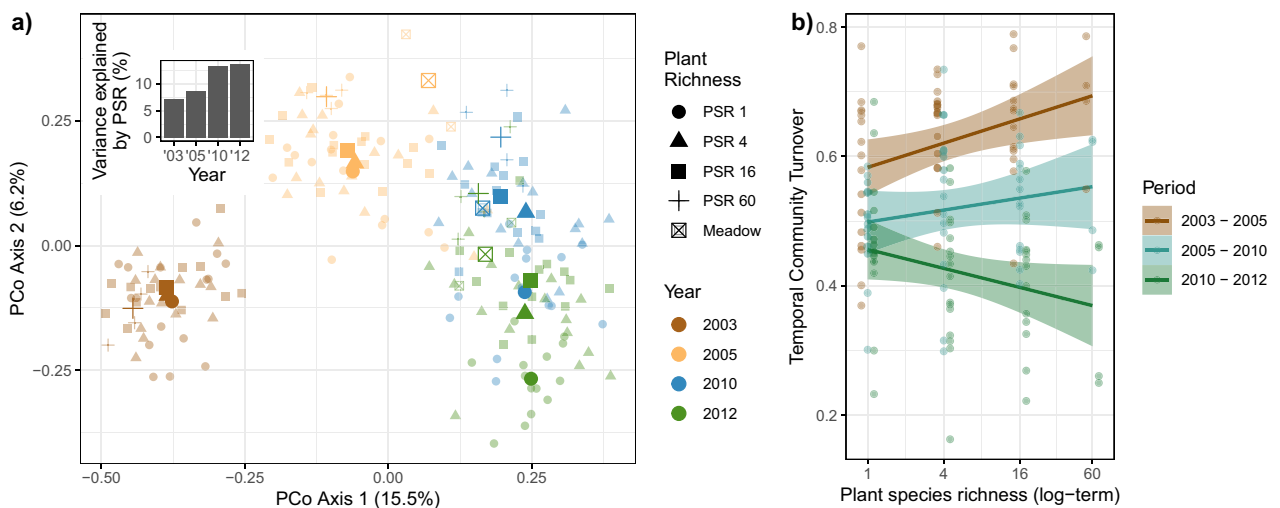 a)
Variance explained
by PSR (%)
10
5
0
'03 '05 '10 '12
Year
PCo Axis 2 (6.2%)
0.25
0.00
−0.25
−0.50
−0.25
0.00
0.25
PCo Axis 1 (15.5%)
Plant
Richness
PSR 1
PSR 4
PSR 16
PSR 60
Meadow
Year
2003
2005
2010
2012
b)
Temporal Community Turnover
0.8
0.6
0.4
0.2
1
4
16
60
Plant species richness (log−term)
Period
2003 − 2005
2005 − 2010
2010 − 2012